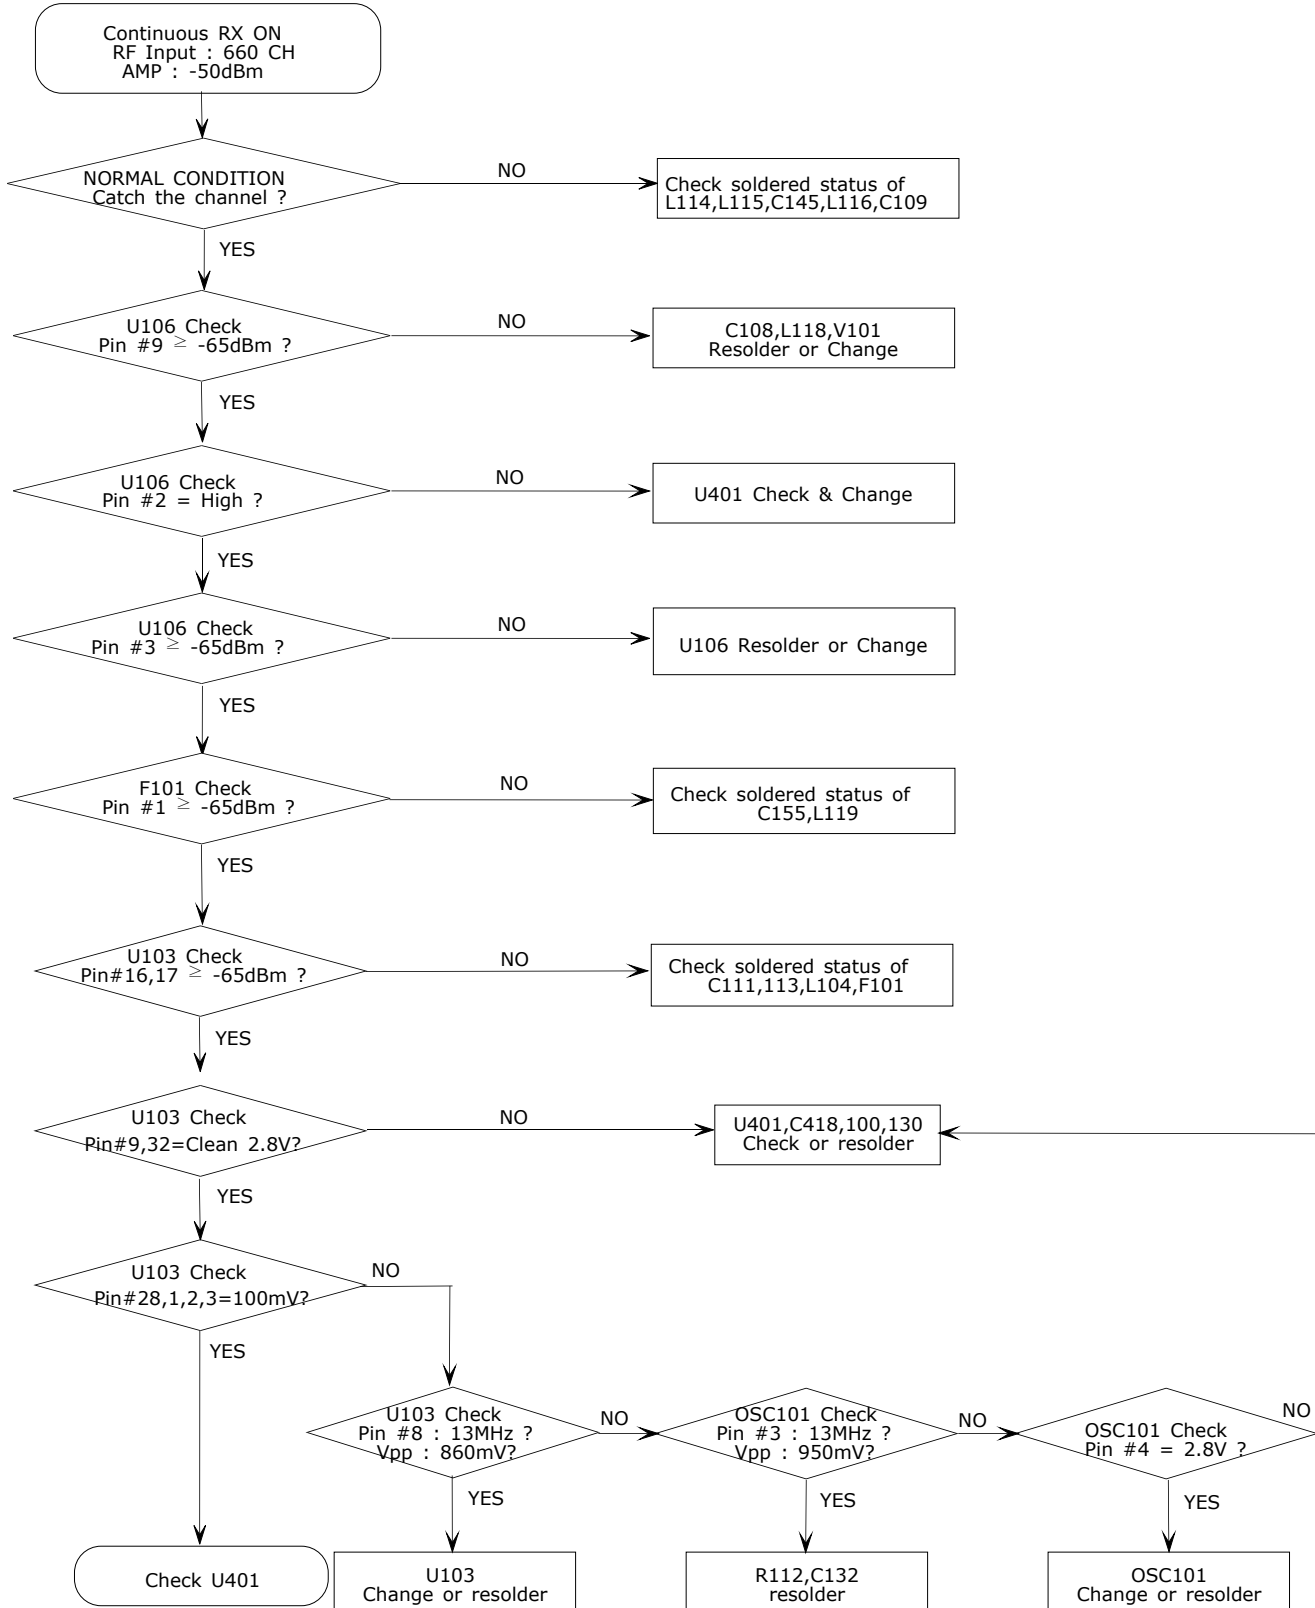 Continuous RX ON
RF Input : 660 CH
AMP : -50dBm
NORMAL CONDITION
Catch the channel ?
NO
Check soldered status of
L114,L115,C145,L116,C109
YES
U106 Check
Pin #9 ≥ -65dBm ?
NO
C108,L118,V101
Resolder or Change
YES
U106 Check
Pin #2 = High ?
NO
U401 Check & Change
YES
U106 Check
Pin #3 ≥ -65dBm ?
NO
U106 Resolder or Change
YES
F101 Check
Pin #1 ≥ -65dBm ?
NO
Check soldered status of
C155,L119
YES
U103 Check
Pin#16,17 ≥ -65dBm ?
NO
Check soldered status of
C111,113,L104,F101
YES
U103 Check
Pin#9,32=Clean 2.8V?
NO
U401,C418,100,130
Check or resolder
YES
U103 Check
Pin#28,1,2,3=100mV?
NO
YES
U103 Check
Pin #8 : 13MHz ?
Vpp : 860mV?
NO
OSC101 Check
Pin #3 : 13MHz ?
Vpp : 950mV?
NO
OSC101 Check
Pin #4 = 2.8V ?
NO
YES
YES
YES
Check U401
U103
Change or resolder
R112,C132
resolder
OSC101
Change or resolder